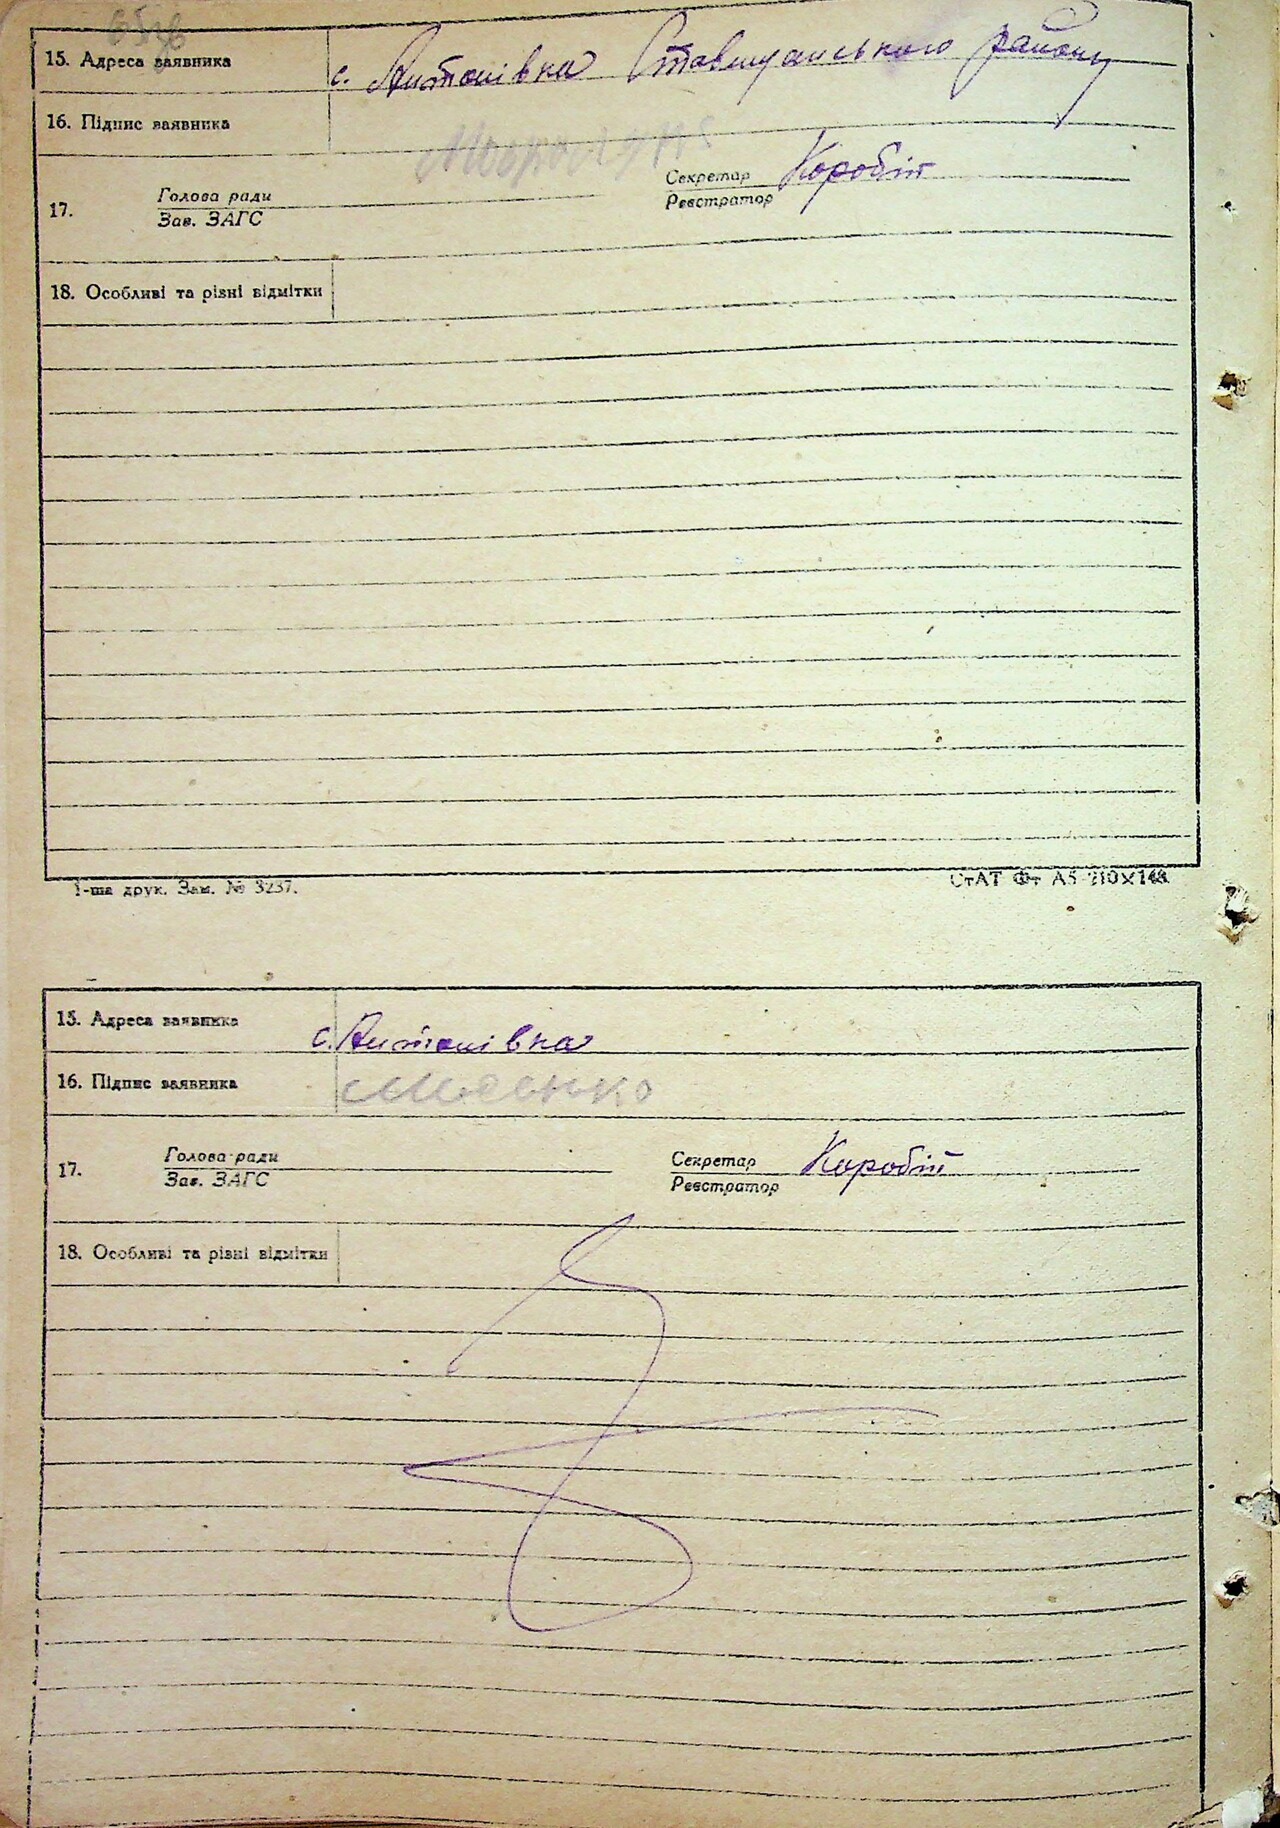 15. Адреса заявника с. Антонівка Ставищанського району
16. Підпис заявника
17. Голова ради Секретар Коробій
Зав. ЗАГС Реєстратор
18. Особливі та різні відмітки
1-ша друк. Зам. № 3237. СтАТ Фт А5-210×148
15. Адреса заявника с. Антонівка
16. Підпис заявника
17. Голова ради Секретар Коробій
Зав. ЗАГС Реєстратор
18. Особливі та різні відмітки